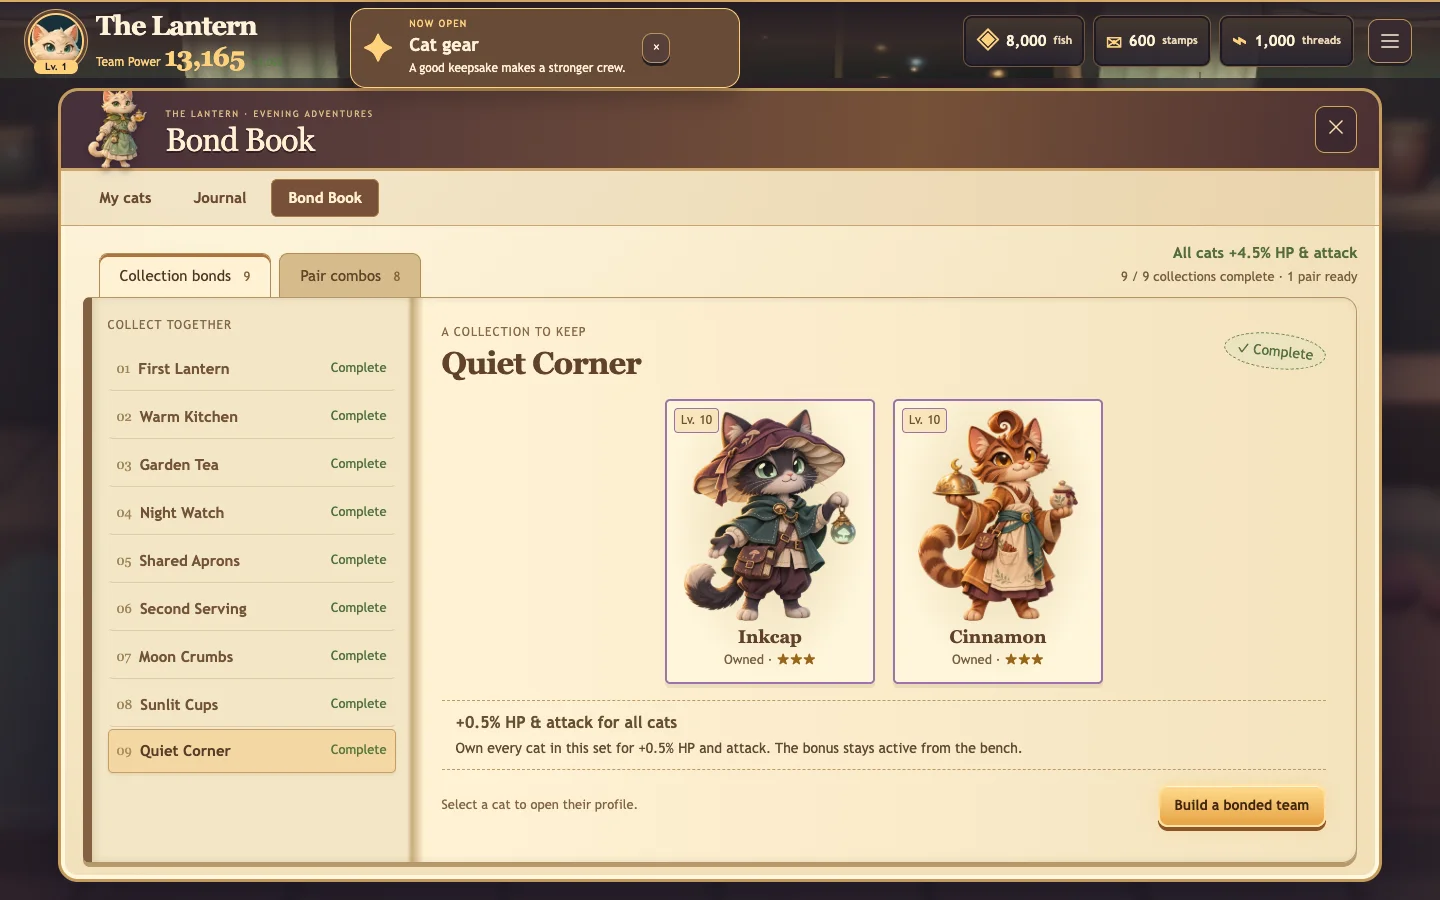 The Lantern
Team Power 13,165
Lv. 1
NOW OPEN
Cat gear
A good keepsake makes a stronger crew.
×
8,000 fish
600 stamps
1,000 threads
THE LANTERN · EVENING ADVENTURES
Bond Book
My cats
Journal
Bond Book
Collection bonds 9
Pair combos 8
All cats +4.5% HP & attack
9 / 9 collections complete · 1 pair ready
COLLECT TOGETHER
01 First Lantern Complete
02 Warm Kitchen Complete
03 Garden Tea Complete
04 Night Watch Complete
05 Shared Aprons Complete
06 Second Serving Complete
07 Moon Crumbs Complete
08 Sunlit Cups Complete
09 Quiet Corner Complete
A COLLECTION TO KEEP
Quiet Corner
✓ Complete
Lv. 10
Inkcap
Owned · ★★★
Lv. 10
Cinnamon
Owned · ★★★
+0.5% HP & attack for all cats
Own every cat in this set for +0.5% HP and attack. The bonus stays active from the bench.
Select a cat to open their profile.
Build a bonded team